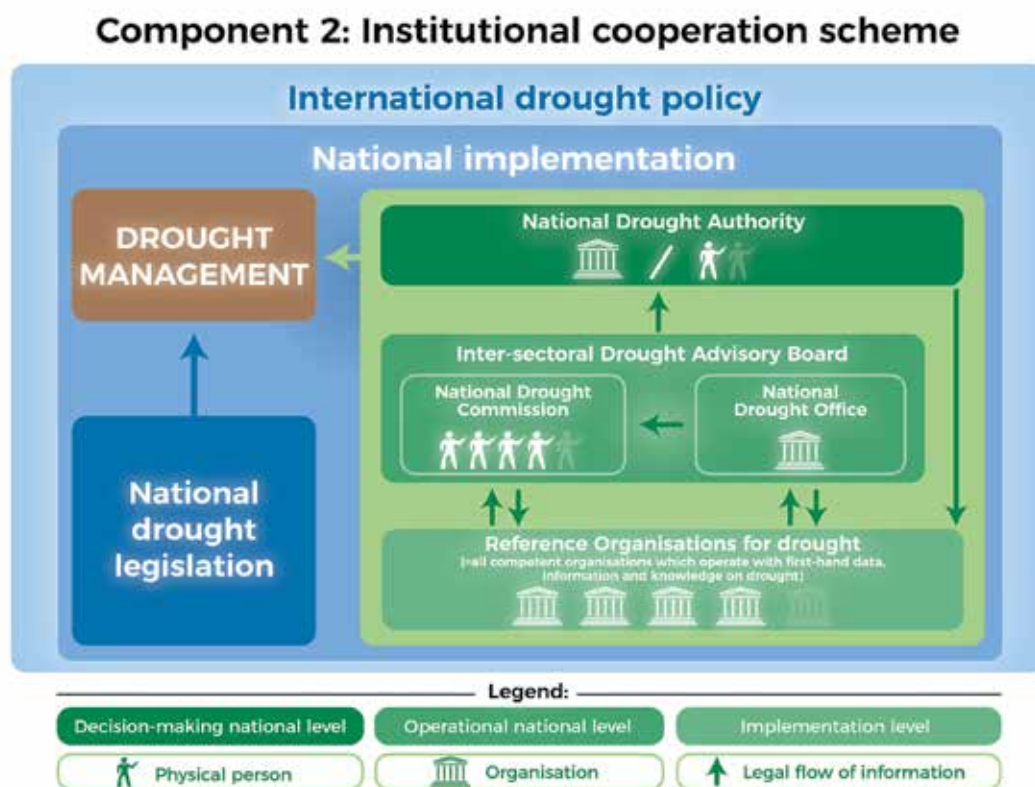 Component 2: Institutional cooperation scheme
International drought policy
National implementation
DROUGHT
MANAGEMENT
National
drought
legislation
National Drought Authority
/
Inter-sectoral Drought Advisory Board
National Drought
Commission
National
Drought Office
Reference Organisations for drought
(=all competent organisations which operate with first-hand data,
information and knowledge on drought)
Legend:
Decision-making national level
Operational national level
Implementation level
Physical person
Organisation
Legal flow of information